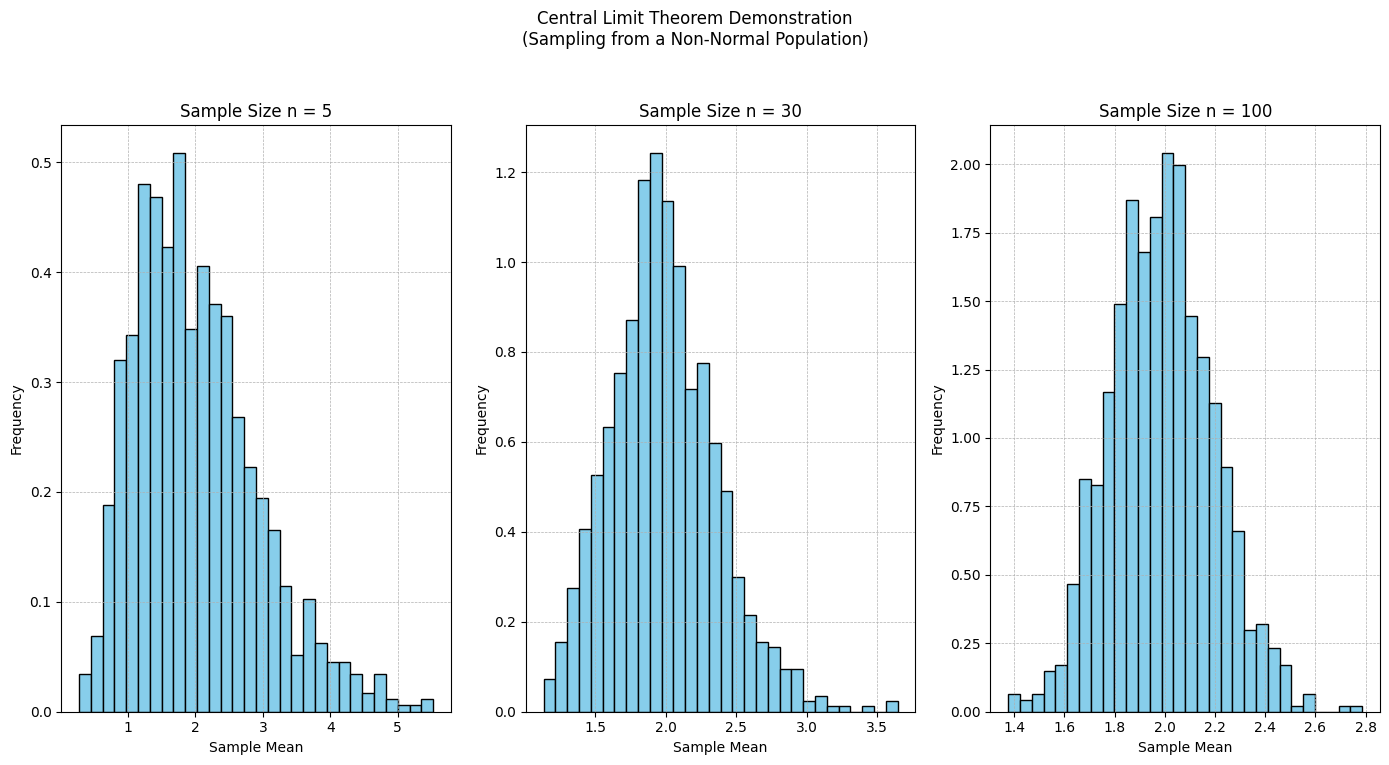 Central Limit Theorem Demonstration
(Sampling from a Non-Normal Population)
Sample Size n = 5
Frequency
0.5
0.4
0.3
0.2
0.1
0.0
1 2 3 4 5
Sample Mean
Sample Size n = 30
Frequency
1.2
1.0
0.8
0.6
0.4
0.2
0.0
1.5 2.0 2.5 3.0 3.5
Sample Mean
Sample Size n = 100
Frequency
2.00
1.75
1.50
1.25
1.00
0.75
0.50
0.25
0.00
1.4 1.6 1.8 2.0 2.2 2.4 2.6 2.8
Sample Mean